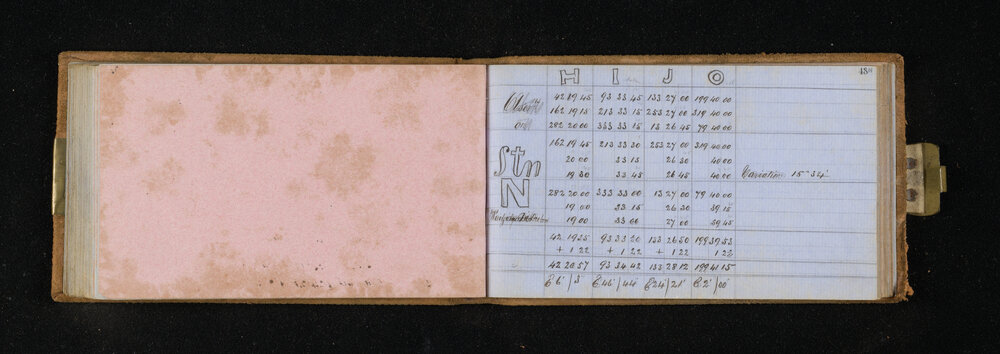 48
H I J O
42 19 45 93 33 45 133 27 00 199 40 00
162 19 15 213 33 15 253 27 00 319 40 00
282 20 00 333 33 15 13 26 45 79 40 00
162 19 45 213 33 30 253 27 00 319 40 00
20 00 33 15 26 30 40 00
Stn 19 30 33 45 26 45 40 00 Variation 15° 34'
N 282 20 00 333 33 00 13 27 00 79 40 00
19 00 33 15 26 30 39 15
19 00 33 00 27 00 39 45
42 19 35 93 33 20 133 26 50 199 39 53
+ 1 22 + 1 22 + 1 22 1 22
42 20 57 93 34 42 133 28 12 199 41 15